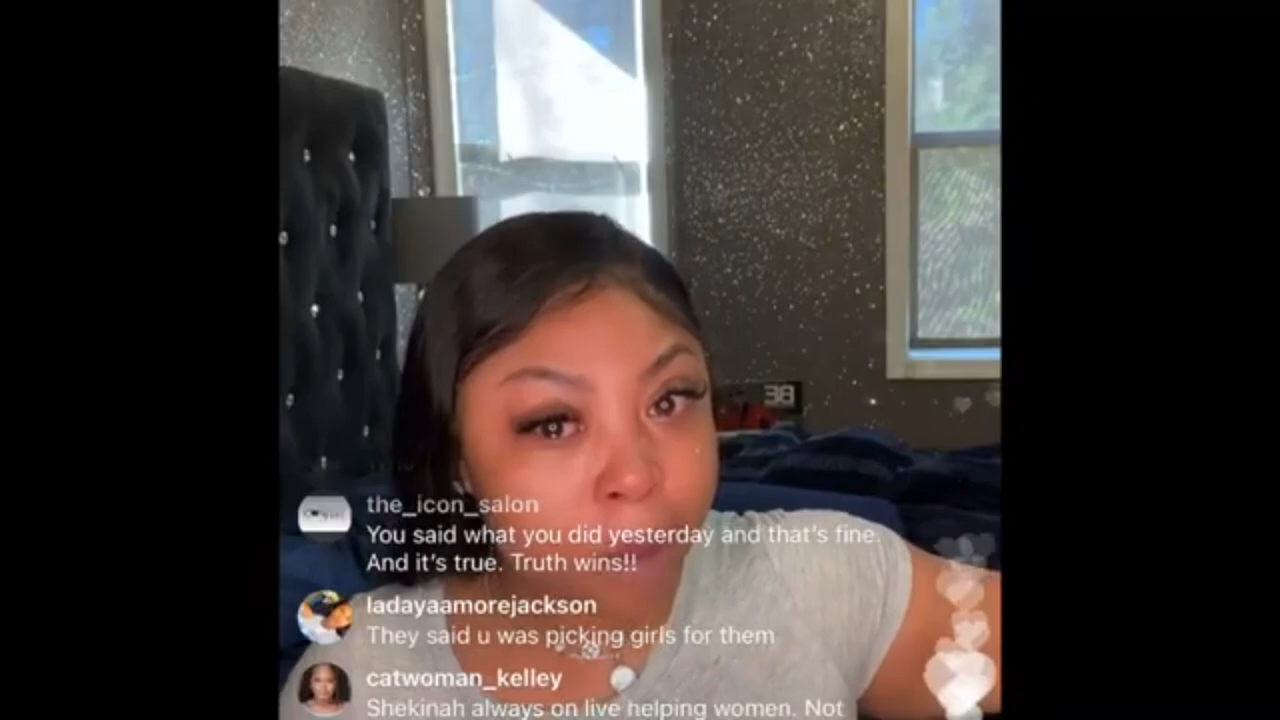 38
the_icon_salon
You said what you did yesterday and that's fine.
And it's true. Truth wins!!
ladayaamorejackson
They said u was picking girls for them
catwoman_kelley
Shekinah always on live helping women. Not